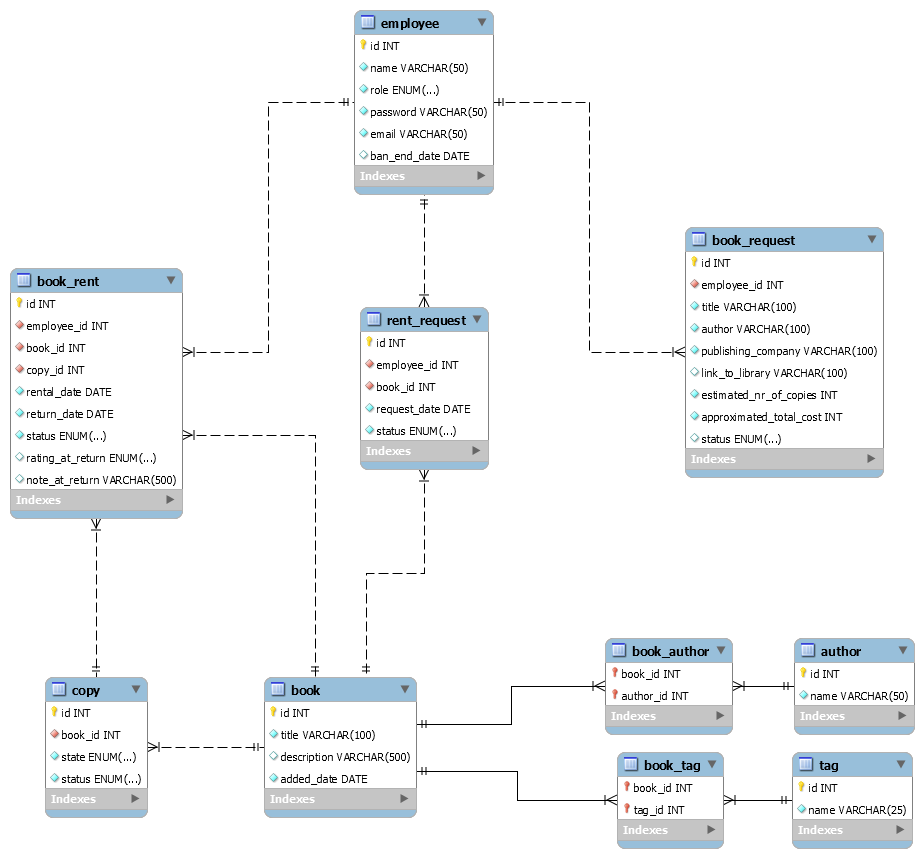 employee
id INT
name VARCHAR(50)
role ENUM(...)
password VARCHAR(50)
email VARCHAR(50)
ban_end_date DATE
Indexes
book_request
id INT
employee_id INT
title VARCHAR(100)
author VARCHAR(100)
publishing_company VARCHAR(100)
link_to_library VARCHAR(100)
estimated_nr_of_copies INT
approximated_total_cost INT
status ENUM(...)
Indexes
book_rent
id INT
employee_id INT
book_id INT
copy_id INT
rental_date DATE
return_date DATE
status ENUM(...)
rating_at_return ENUM(...)
note_at_return VARCHAR(500)
Indexes
rent_request
id INT
employee_id INT
book_id INT
request_date DATE
status ENUM(...)
Indexes
copy
id INT
book_id INT
state ENUM(...)
status ENUM(...)
Indexes
book
id INT
title VARCHAR(100)
description VARCHAR(500)
added_date DATE
Indexes
book_author
book_id INT
author_id INT
Indexes
author
id INT
name VARCHAR(50)
Indexes
book_tag
book_id INT
tag_id INT
Indexes
tag
id INT
name VARCHAR(25)
Indexes